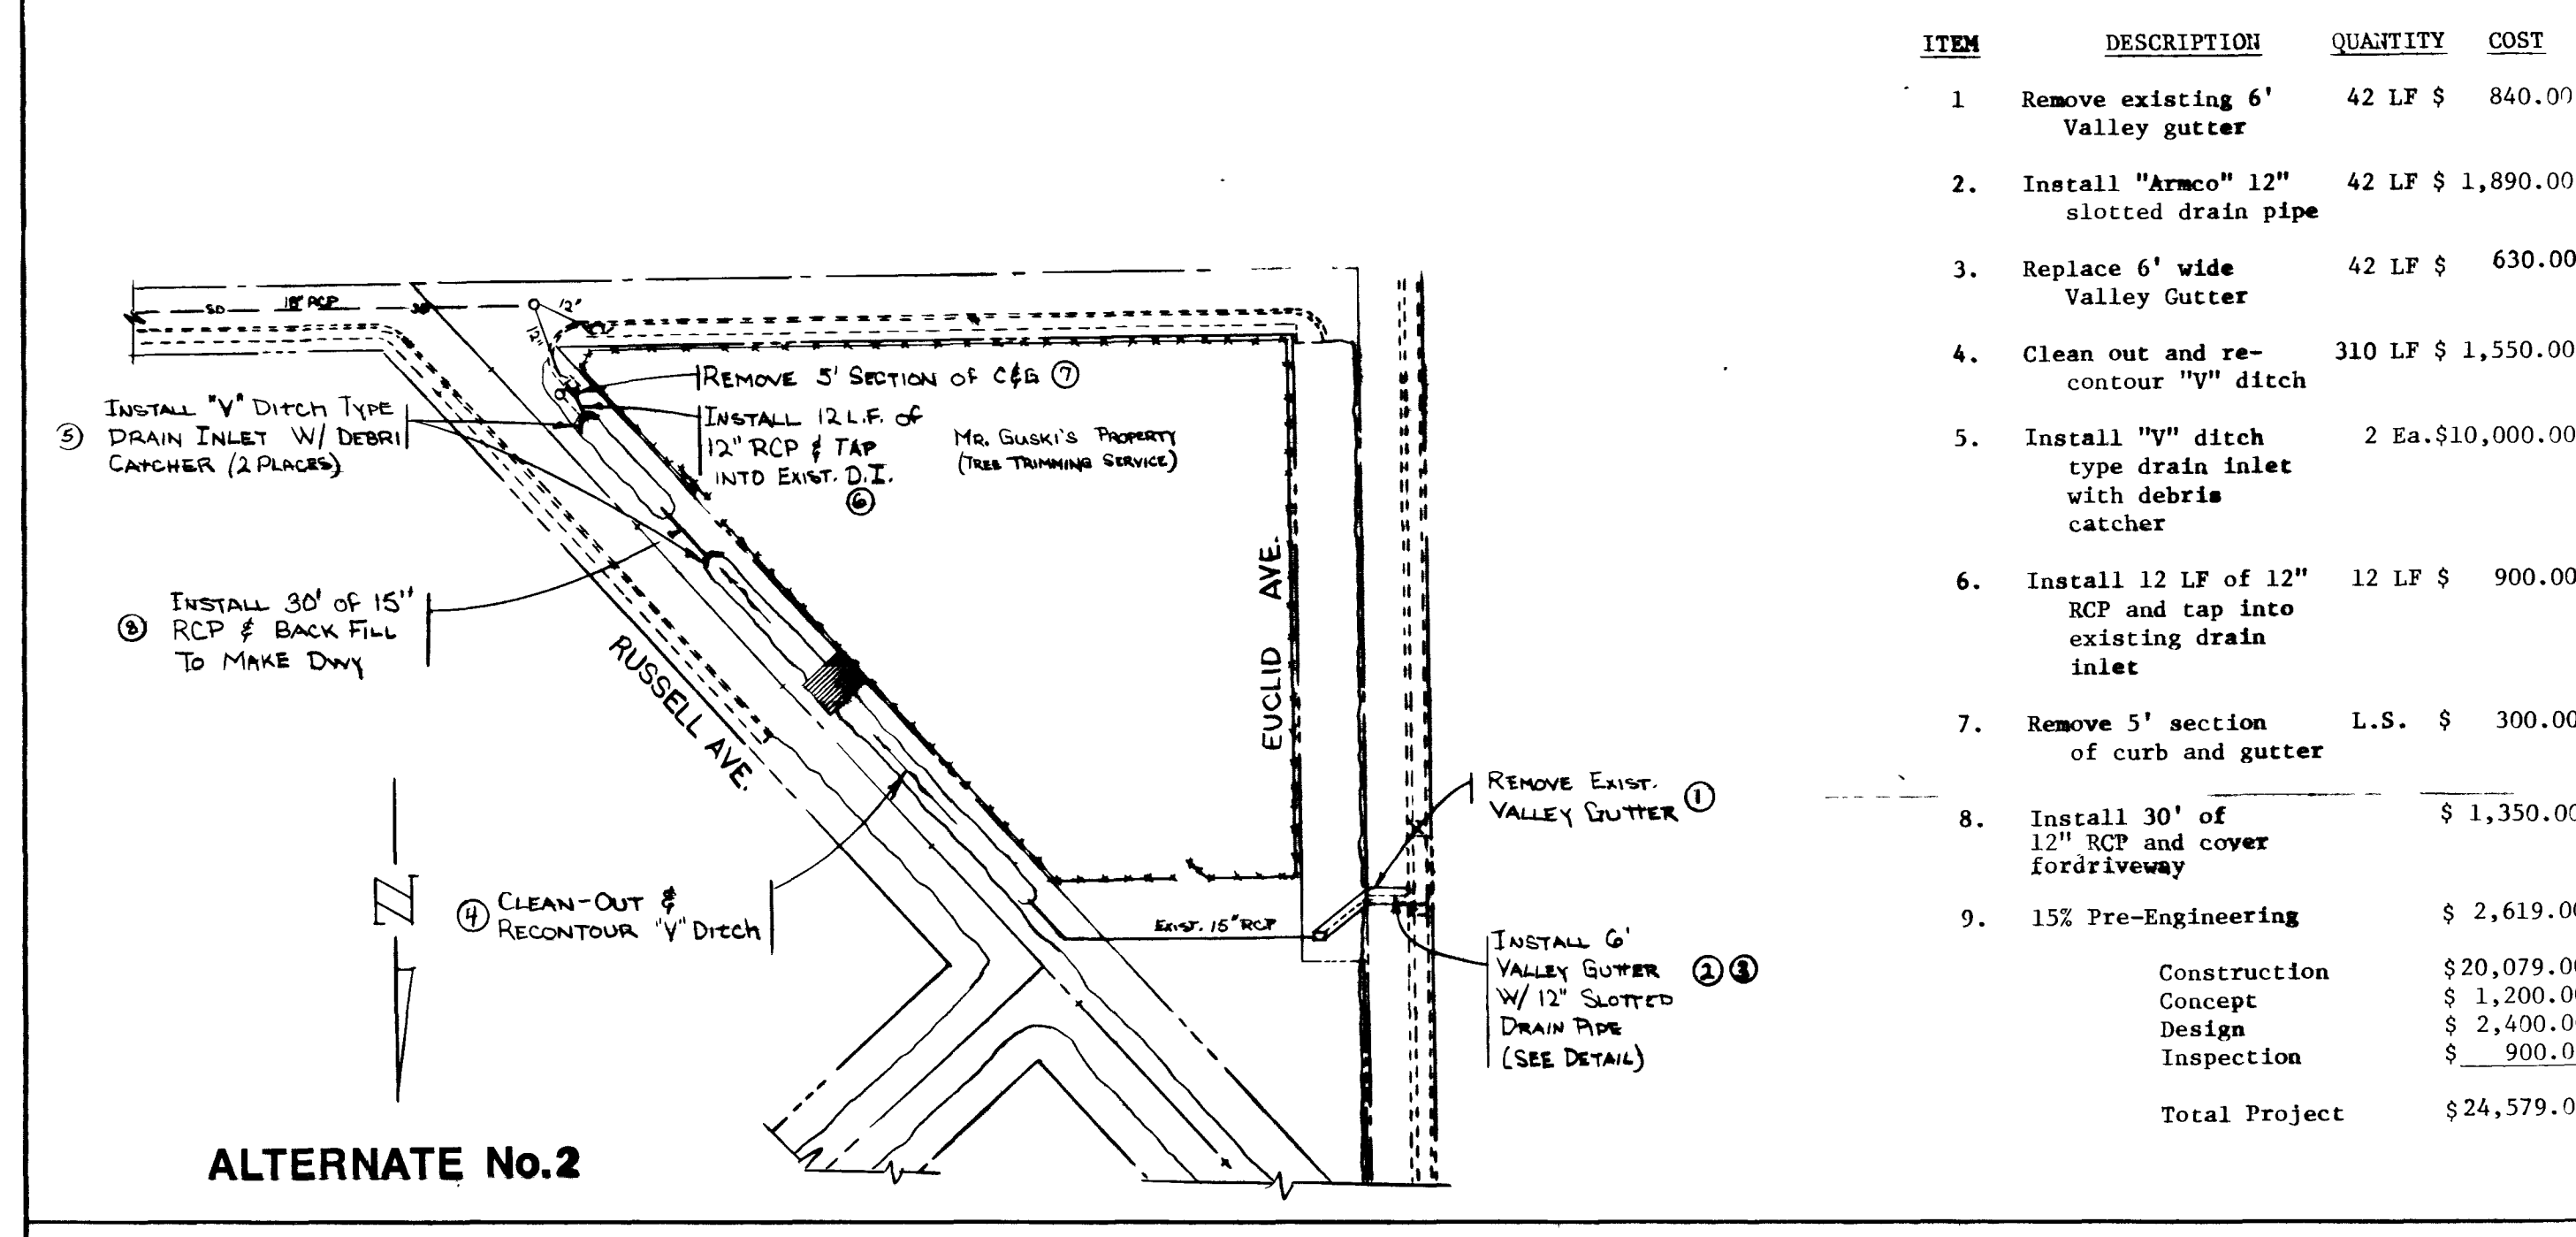 SD 18" RCP SD
12"
12"
REMOVE 5' SECTION OF C&G ⑦
INSTALL 12 L.F. OF
12" RCP & TAP
INTO EXIST. D.I.
⑥
MR. GUSKI'S PROPERTY
(TREE TRIMMING SERVICE)
INSTALL "V" DITCH TYPE
⑤ DRAIN INLET W/ DEBRI
CATCHER (2 PLACES)
INSTALL 30' OF 15"
⑧ RCP & BACK FILL
TO MAKE DWY
RUSSELL AVE.
EUCLID AVE.
REMOVE EXIST.
VALLEY GUTTER ①
④ CLEAN-OUT &
RECONTOUR "V" DITCH
EXIST. 15" RCP
INSTALL 6'
VALLEY GUTTER ② ③
W/ 12" SLOTTED
DRAIN PIPE
(SEE DETAIL)
N
ALTERNATE No.2
ITEM DESCRIPTION QUANTITY COST
1 Remove existing 6' 42 LF $ 840.00
Valley gutter
2. Install "Armco" 12" 42 LF $ 1,890.00
slotted drain pipe
3. Replace 6' wide 42 LF $ 630.00
Valley Gutter
4. Clean out and re- 310 LF $ 1,550.00
contour "V" ditch
5. Install "V" ditch 2 Ea.$10,000.00
type drain inlet
with debris
catcher
6. Install 12 LF of 12" 12 LF $ 900.00
RCP and tap into
existing drain
inlet
7. Remove 5' section L.S. $ 300.00
of curb and gutter
8. Install 30' of $ 1,350.00
12" RCP and cover
fordriveway
9. 15% Pre-Engineering $ 2,619.00
Construction $20,079.00
Concept $ 1,200.00
Design $ 2,400.0
Inspection $ 900.0
Total Project $24,579.0